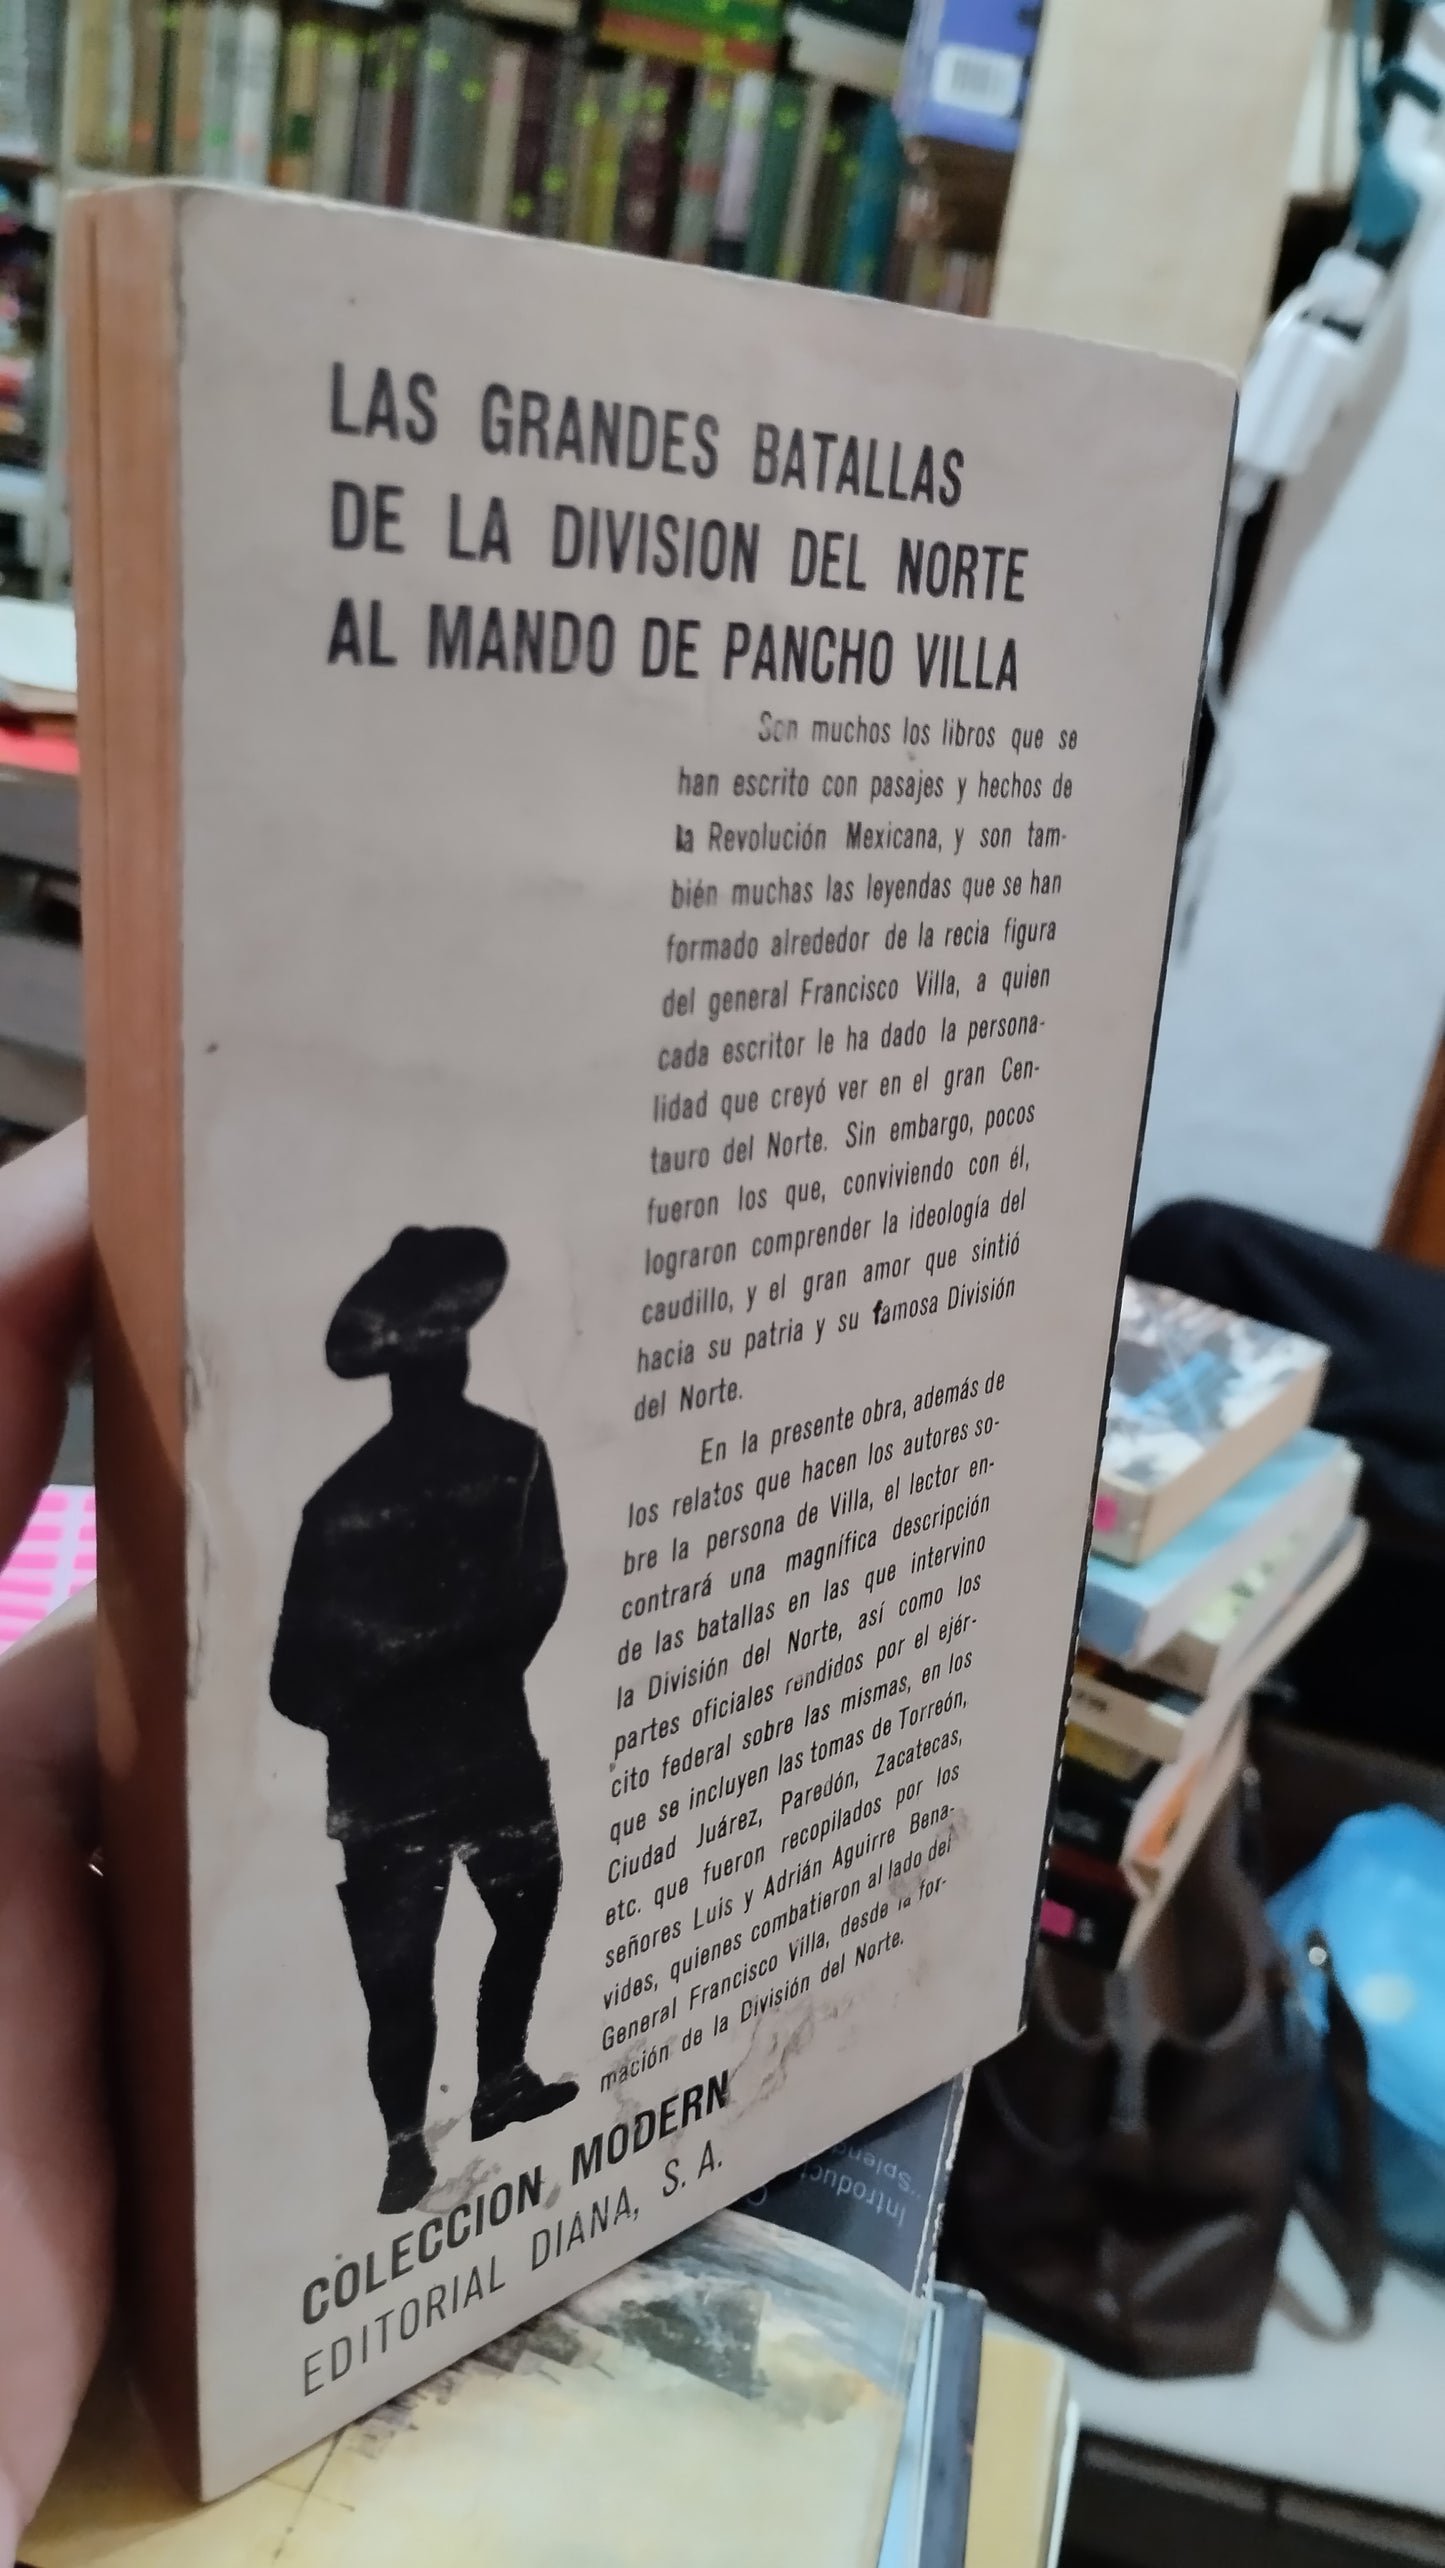 LAS GRANDES BATALLAS
DE LA DIVISION DEL NORTE
AL MANDO DE PANCHO VILLA
Son muchos los libros que se
han escrito con pasajes y hechos de
la Revolución Mexicana, y son tam-
bién muchas las leyendas que se han
formado alrededor de la recia figura
del general Francisco Villa, a quien
cada escritor le ha dado la persona-
lidad que creyó ver en el gran Cen-
tauro del Norte. Sin embargo, pocos
fueron los que, conviviendo con él,
lograron comprender la ideología del
caudillo, y el gran amor que sintió
hacia su patria y su famosa División
del Norte.
En la presente obra, además de
los relatos que hacen los autores so-
bre la persona de Villa, el lector en-
contrará una magnífica descripción
de las batallas en las que intervino
la División del Norte, así como los
partes oficiales rendidos por el ejér-
cito federal sobre las mismas, en los
que se incluyen las tomas de Torreón,
Ciudad Juárez, Paredón, Zacatecas,
etc. que fueron recopilados por los
señores Luis y Adrián Aguirre Bena-
vides, quienes combatieron al lado del
General Francisco Villa, desde la for-
mación de la División del Norte.
COLECCION MODERN
EDITORIAL DIANA, S. A.